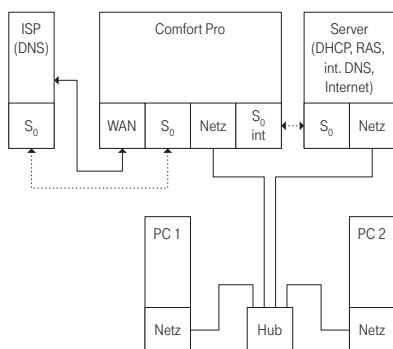 ISP
(DNS)
S₀
Comfort Pro
WAN
S₀
Netz
S₀
int
Server
(DHCP, RAS,
int. DNS,
Internet)
S₀
Netz
PC 1
Netz
Hub
PC 2
Netz